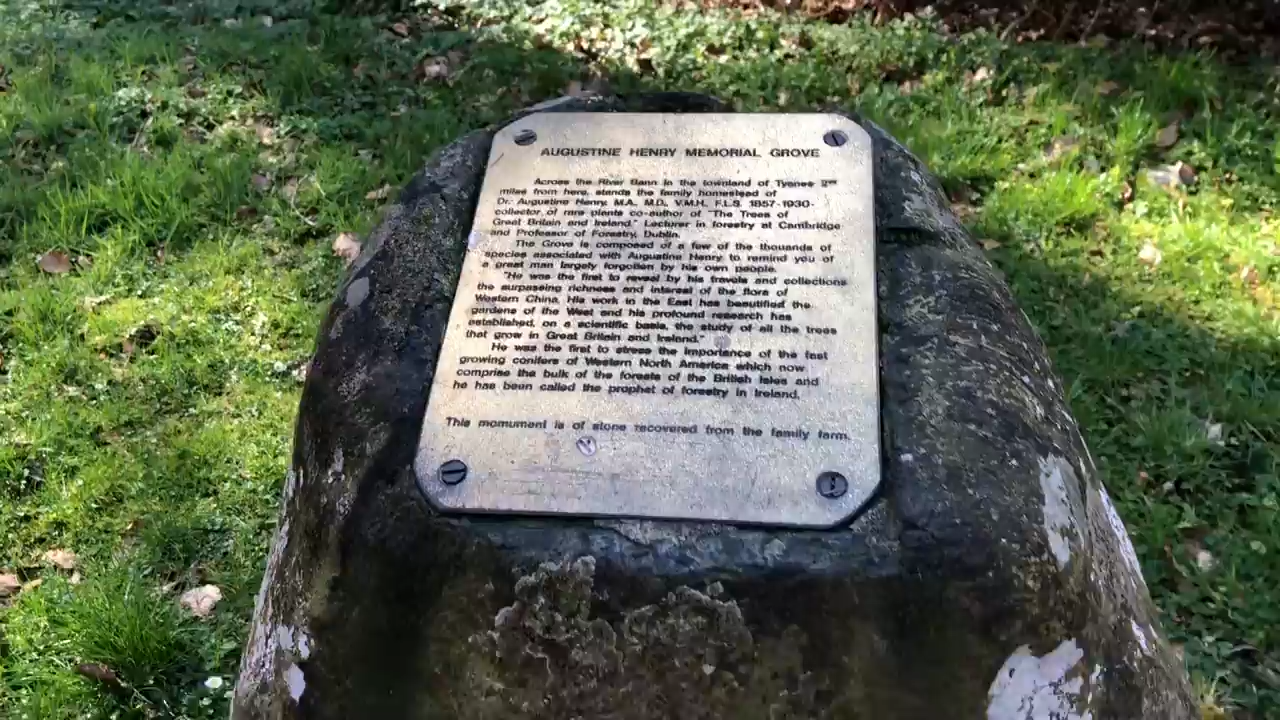 AUGUSTINE HENRY MEMORIAL GROVE
Across the River Bann in the townland of Tyanee
miles from here, stands the family homestead of
Dr. Augustine Henry, M.A., M.D., V.M.H., F.L.S. 1857-1930-
collector of rare plants co-author of "The Trees of
Great Britain and Ireland." Lecturer in forestry at Cambridge
and Professor of Forestry, Dublin.
The Grove is composed of a few of the thousands of
species associated with Augustine Henry to remind you of
a great man largely forgotten by his own people.
"He was the first to reveal by his travels and collections
the surpassing richness and interest of the flora of
Western China. His work in the East has beautified the
gardens of the West and his profound research has
established, on a scientific basis, the study of all the trees
that grow in Great Britain and Ireland."
He was the first to stress the importance of the fast
growing conifers of Western North America which now
comprise the bulk of the forests of the British Isles and
he has been called the prophet of forestry in Ireland.
This momument is of stone recovered from the family farm.